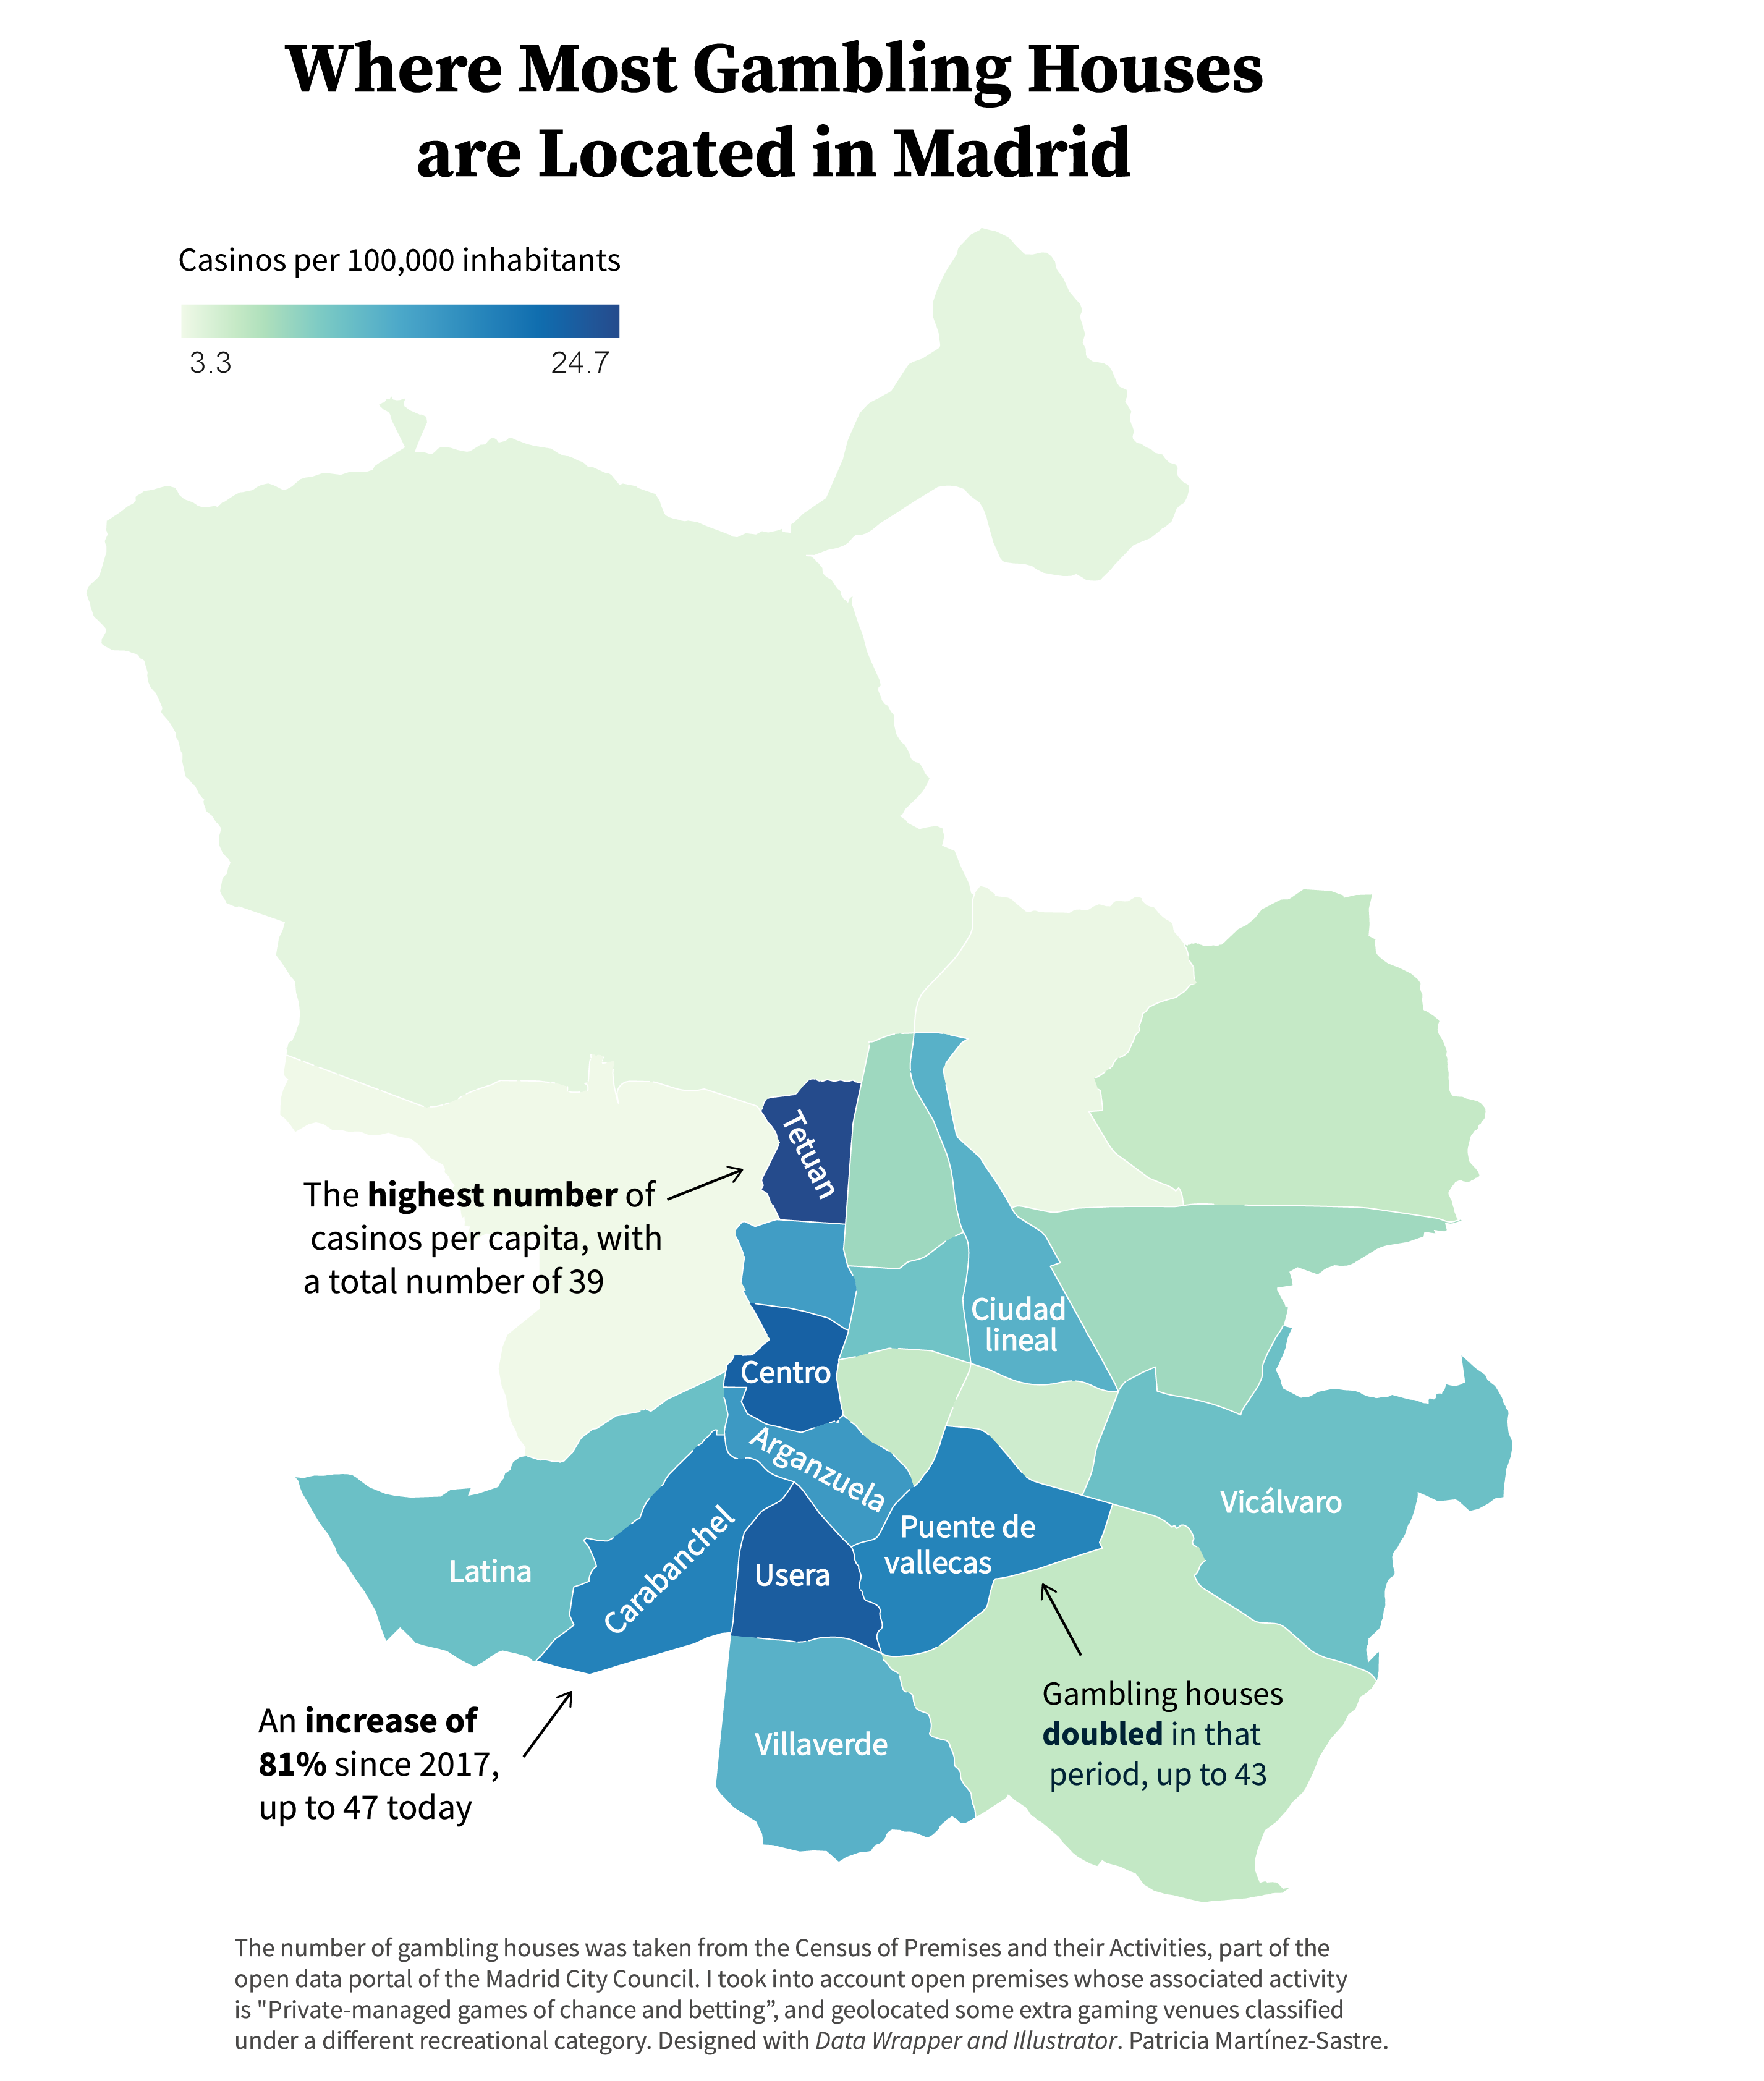 Where Most Gambling Houses
are Located in Madrid
Casinos per 100,000 inhabitants
3.3
24.7
Tetuan
The highest number of
casinos per capita, with
a total number of 39
Ciudad
lineal
Centro
Arganzuela
Vicálvaro
Puente de
vallecas
Latina
Carabanchel
Usera
Villaverde
An increase of
81% since 2017,
up to 47 today
Gambling houses
doubled in that
period, up to 43
The number of gambling houses was taken from the Census of Premises and their Activities, part of the
open data portal of the Madrid City Council. I took into account open premises whose associated activity
is "Private-managed games of chance and betting”, and geolocated some extra gaming venues classified
under a different recreational category. Designed with Data Wrapper and Illustrator. Patricia Martínez-Sastre.